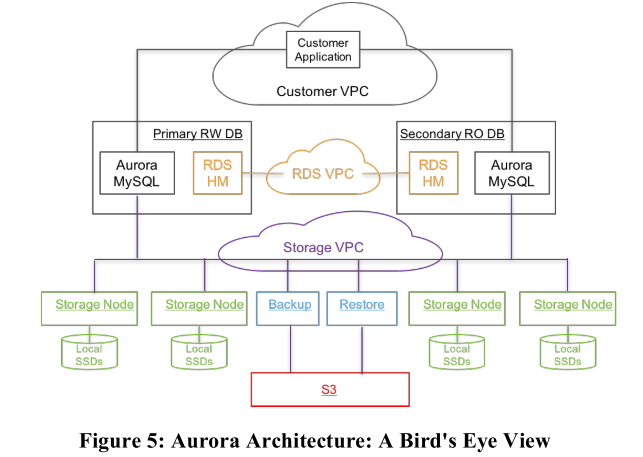 Customer
Application
Customer VPC
Primary RW DB
Secondary RO DB
Aurora
MySQL
RDS
HM
RDS VPC
RDS
HM
Aurora
MySQL
Storage VPC
Storage Node
Storage Node
Backup
Restore
Storage Node
Storage Node
Local
SSDs
Local
SSDs
Local
SSDs
Local
SSDs
S3
Figure 5: Aurora Architecture: A Bird's Eye View